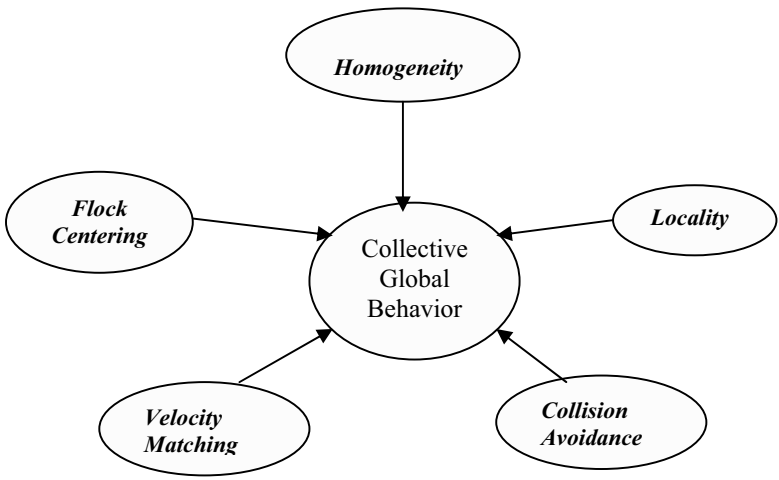 Homogeneity
Flock
Centering
Locality
Collective
Global
Behavior
Velocity
Matching
Collision
Avoidance